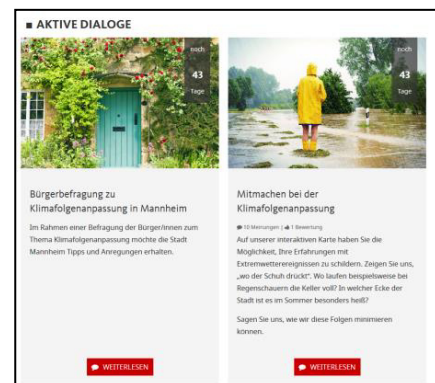 ■ AKTIVE DIALOGE
noch
43
Tage
Bürgerbefragung zu
Klimafolgenanpassung in Mannheim
Im Rahmen einer Befragung der Bürger/innen zum
Thema Klimafolgenanpassung möchte die Stadt
Mannheim Tipps und Anregungen erhalten.
WEITERLESEN
noch
43
Tage
Mitmachen bei der
Klimafolgenanpassung
10 Meinungen | 1 Bewertung
Auf unserer interaktiven Karte haben Sie die
Möglichkeit, Ihre Erfahrungen mit
Extremwetterereignissen zu schildern. Zeigen Sie uns,
„wo der Schuh drückt“. Wo laufen beispielsweise bei
Regenschauern die Keller voll? In welcher Ecke der
Stadt ist es im Sommer besonders heiß?
Sagen Sie uns, wie wir diese Folgen minimieren
können.
WEITERLESEN